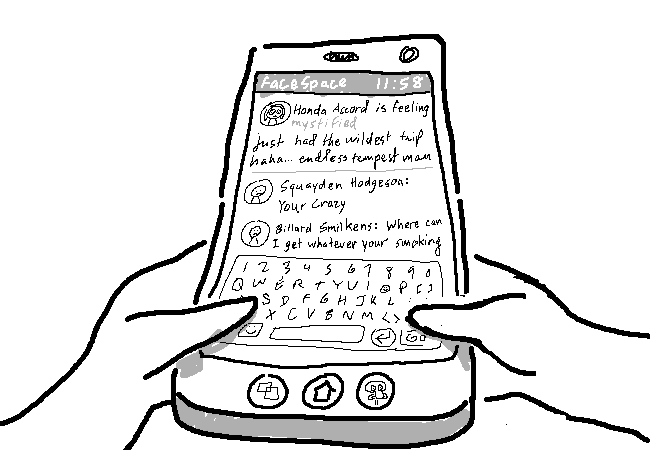 FaceSpace 11:58
Honda Accord is feeling
mystified
just had the wildest trip
haha... endless tempest man
Squayden Hodgeson:
Your Crazy
Billard Smilkens: Where can
I get whatever your smoking
1 2 3 4 5 6 7 8 9 0
Q W E R T Y U I O P [ ]
S D F G H J K L ;
X C V B N M < >